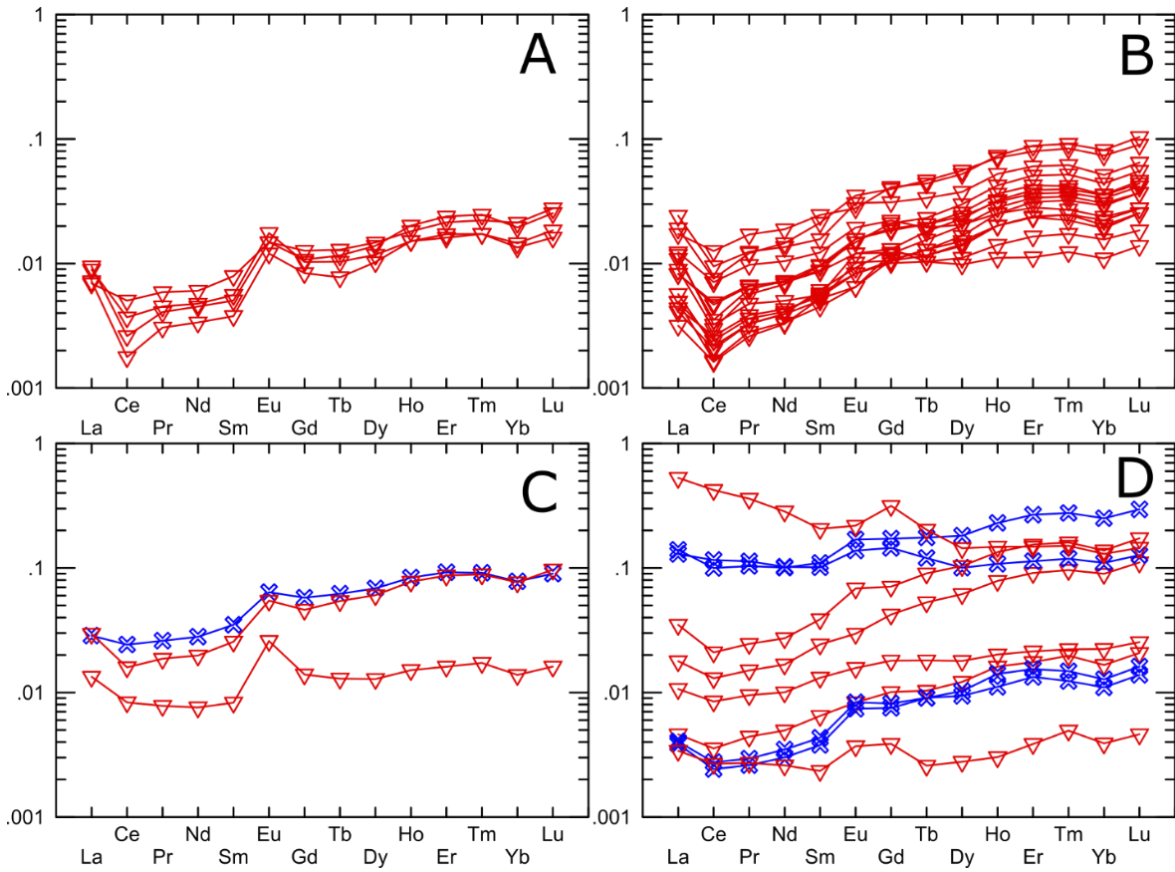 1
.1
.01
.001
A
B
Ce Nd Eu Tb Ho Tm Lu
La Pr Sm Gd Dy Er Yb
1
.1
.01
.001
Ce Nd Eu Tb Ho Tm Lu
La Pr Sm Gd Dy Er Yb
1
.1
.01
.001
C
Ce Nd Eu Tb Ho Tm Lu
La Pr Sm Gd Dy Er Yb
1
.1
.01
.001
D
Ce Nd Eu Tb Ho Tm Lu
La Pr Sm Gd Dy Er Yb